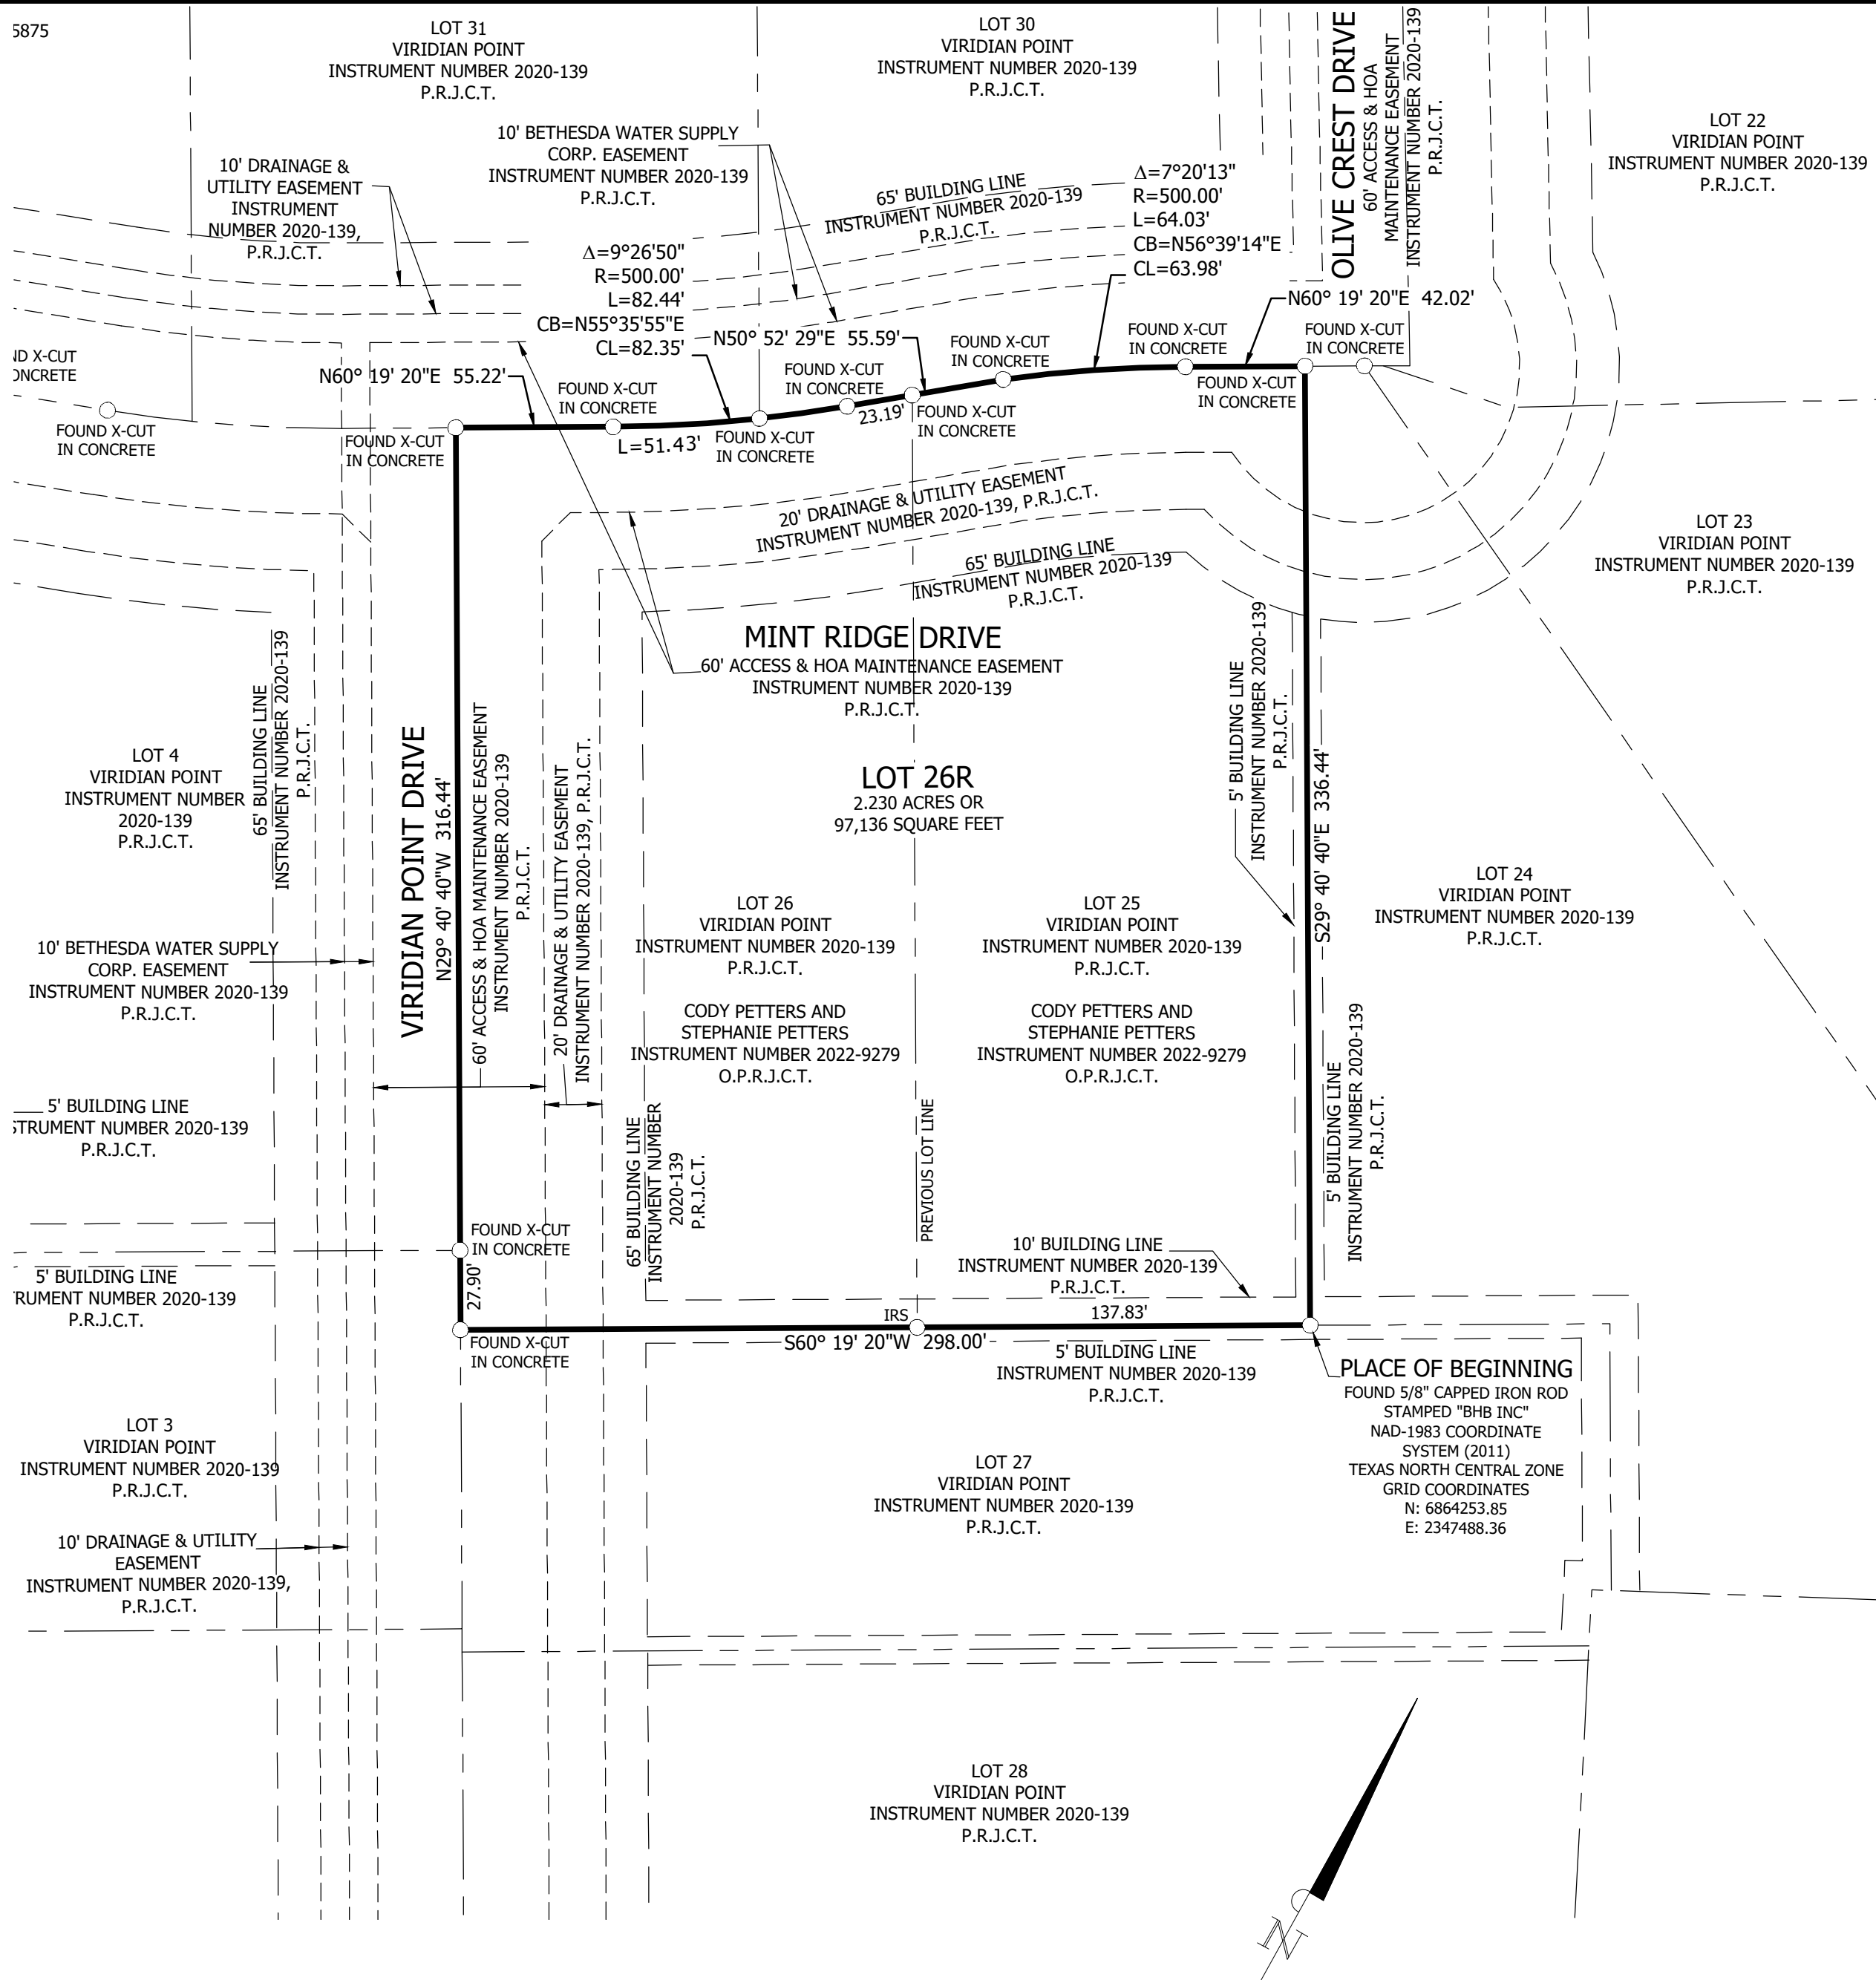 5875
LOT 31
VIRIDIAN POINT
INSTRUMENT NUMBER 2020-139
P.R.J.C.T.
LOT 30
VIRIDIAN POINT
INSTRUMENT NUMBER 2020-139
P.R.J.C.T.
OLIVE CREST DRIVE
60' ACCESS & HOA
MAINTENANCE EASEMENT
INSTRUMENT NUMBER 2020-139
P.R.J.C.T.
LOT 22
VIRIDIAN POINT
INSTRUMENT NUMBER 2020-139
P.R.J.C.T.
10' BETHESDA WATER SUPPLY
CORP. EASEMENT
INSTRUMENT NUMBER 2020-139
P.R.J.C.T.
10' DRAINAGE &
UTILITY EASEMENT
INSTRUMENT
NUMBER 2020-139,
P.R.J.C.T.
65' BUILDING LINE
INSTRUMENT NUMBER 2020-139
P.R.J.C.T.
Δ=7°20'13"
R=500.00'
L=64.03'
CB=N56°39'14"E
CL=63.98'
Δ=9°26'50"
R=500.00'
L=82.44'
CB=N55°35'55"E
CL=82.35'
N60° 19' 20"E 42.02'
N50° 52' 29"E 55.59'
N60° 19' 20"E 55.22'
FOUND X-CUT
IN CONCRETE
FOUND X-CUT
IN CONCRETE
FOUND X-CUT
IN CONCRETE
FOUND X-CUT
IN CONCRETE
FOUND X-CUT
IN CONCRETE
FOUND X-CUT
IN CONCRETE
ND X-CUT
ONCRETE
FOUND X-CUT
IN CONCRETE
FOUND X-CUT
IN CONCRETE
L=51.43'
FOUND X-CUT
IN CONCRETE
23.19'
FOUND X-CUT
IN CONCRETE
20' DRAINAGE & UTILITY EASEMENT
INSTRUMENT NUMBER 2020-139, P.R.J.C.T.
65' BUILDING LINE
INSTRUMENT NUMBER 2020-139
P.R.J.C.T.
LOT 23
VIRIDIAN POINT
INSTRUMENT NUMBER 2020-139
P.R.J.C.T.
MINT RIDGE DRIVE
60' ACCESS & HOA MAINTENANCE EASEMENT
INSTRUMENT NUMBER 2020-139
P.R.J.C.T.
65' BUILDING LINE
INSTRUMENT NUMBER 2020-139
P.R.J.C.T.
5' BUILDING LINE
INSTRUMENT NUMBER 2020-139
P.R.J.C.T.
LOT 4
VIRIDIAN POINT
INSTRUMENT NUMBER
2020-139
P.R.J.C.T.
VIRIDIAN POINT DRIVE
N29° 40' 40"W 316.44'
60' ACCESS & HOA MAINTENANCE EASEMENT
INSTRUMENT NUMBER 2020-139
P.R.J.C.T.
20' DRAINAGE & UTILITY EASEMENT
INSTRUMENT NUMBER 2020-139, P.R.J.C.T.
LOT 26R
2.230 ACRES OR
97,136 SQUARE FEET
S29° 40' 40"E 336.44'
LOT 26
VIRIDIAN POINT
INSTRUMENT NUMBER 2020-139
P.R.J.C.T.
CODY PETTERS AND
STEPHANIE PETTERS
INSTRUMENT NUMBER 2022-9279
O.P.R.J.C.T.
LOT 25
VIRIDIAN POINT
INSTRUMENT NUMBER 2020-139
P.R.J.C.T.
CODY PETTERS AND
STEPHANIE PETTERS
INSTRUMENT NUMBER 2022-9279
O.P.R.J.C.T.
LOT 24
VIRIDIAN POINT
INSTRUMENT NUMBER 2020-139
P.R.J.C.T.
10' BETHESDA WATER SUPPLY
CORP. EASEMENT
INSTRUMENT NUMBER 2020-139
P.R.J.C.T.
5' BUILDING LINE
STRUMENT NUMBER 2020-139
P.R.J.C.T.
65' BUILDING LINE
INSTRUMENT NUMBER
2020-139
P.R.J.C.T.
PREVIOUS LOT LINE
5' BUILDING LINE
INSTRUMENT NUMBER 2020-139
P.R.J.C.T.
FOUND X-CUT
IN CONCRETE
27.90'
10' BUILDING LINE
INSTRUMENT NUMBER 2020-139
P.R.J.C.T.
5' BUILDING LINE
RUMENT NUMBER 2020-139
P.R.J.C.T.
IRS
137.83'
FOUND X-CUT
IN CONCRETE
S60° 19' 20"W 298.00'
5' BUILDING LINE
INSTRUMENT NUMBER 2020-139
P.R.J.C.T.
PLACE OF BEGINNING
FOUND 5/8" CAPPED IRON ROD
STAMPED "BHB INC"
NAD-1983 COORDINATE
SYSTEM (2011)
TEXAS NORTH CENTRAL ZONE
GRID COORDINATES
N: 6864253.85
E: 2347488.36
LOT 3
VIRIDIAN POINT
INSTRUMENT NUMBER 2020-139
P.R.J.C.T.
LOT 27
VIRIDIAN POINT
INSTRUMENT NUMBER 2020-139
P.R.J.C.T.
10' DRAINAGE & UTILITY
EASEMENT
INSTRUMENT NUMBER 2020-139,
P.R.J.C.T.
LOT 28
VIRIDIAN POINT
INSTRUMENT NUMBER 2020-139
P.R.J.C.T.
N